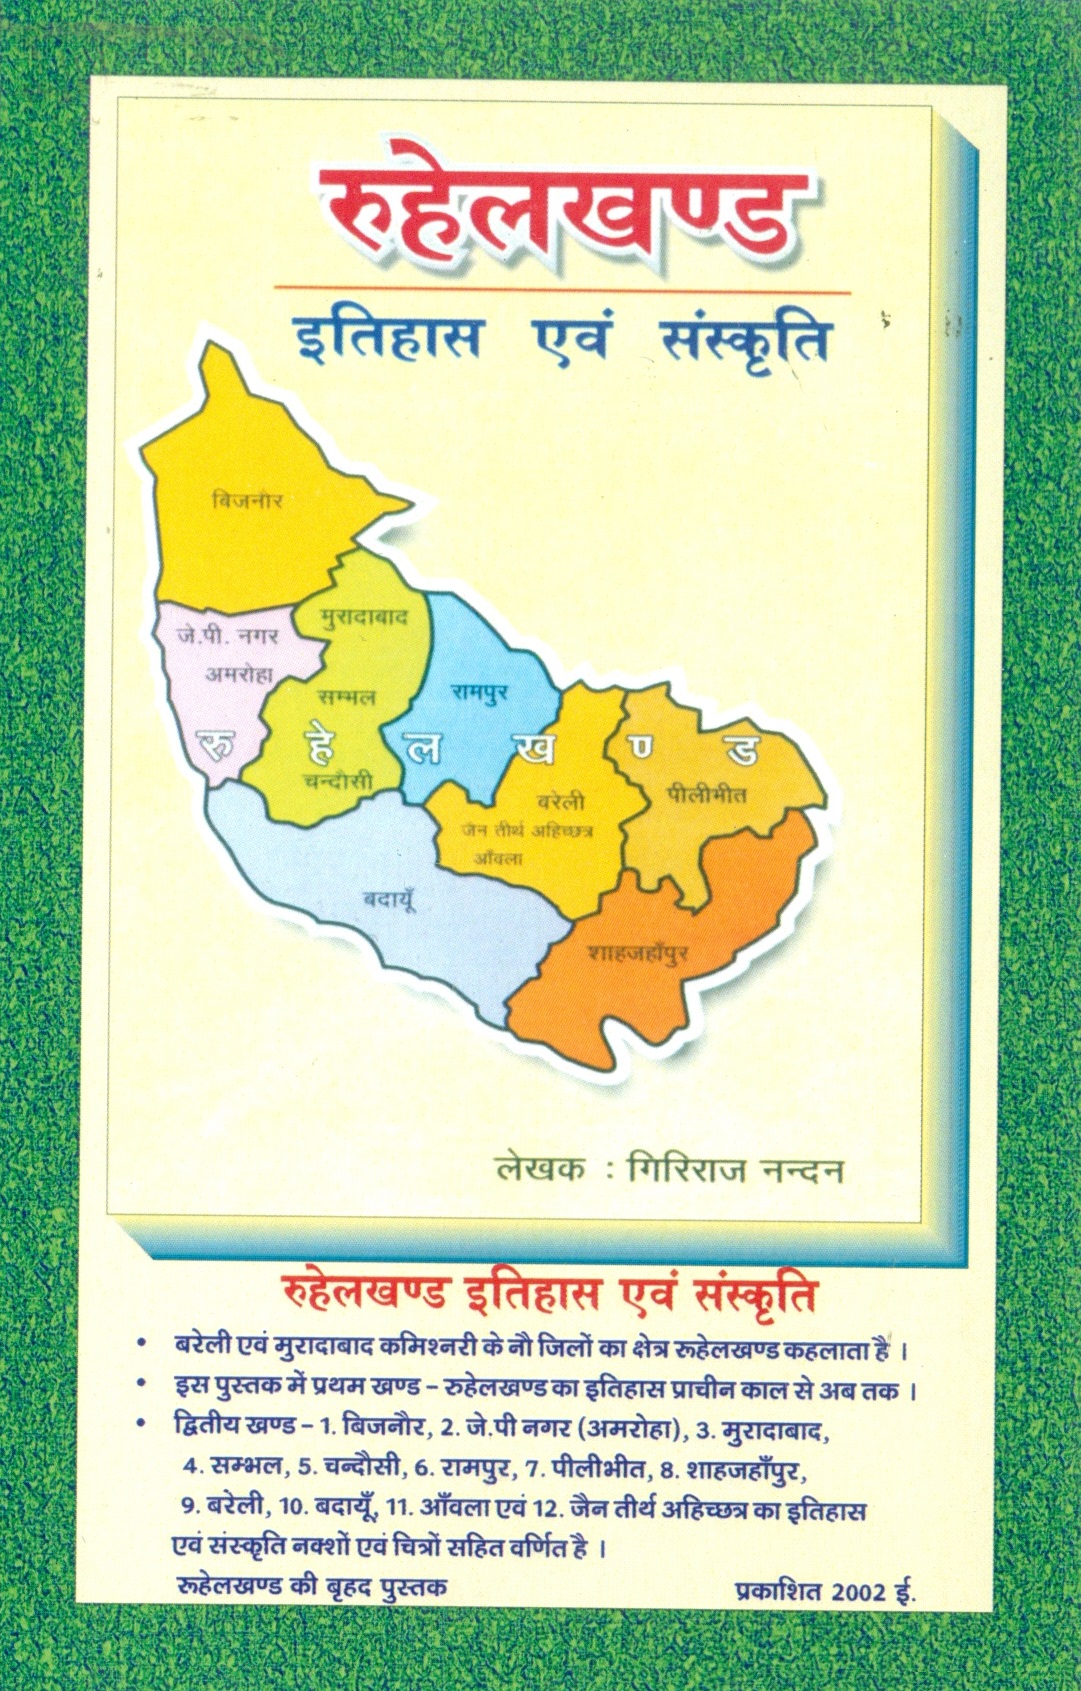 रुहेलखण्ड
इतिहास एवं संस्कृति
बिजनौर
मुरादाबाद
जे.पी. नगर
अमरोहा
सम्भल
रामपुर
रु हे ल ख ण्ड
चन्दौसी
बरेली
पीलीभीत
जैन तीर्थ अहिच्छत्र
आँवला
बदायूँ
शाहजहाँपुर
लेखक : गिरिराज नन्दन
रुहेलखण्ड इतिहास एवं संस्कृति
• बरेली एवं मुरादाबाद कमिश्नरी के नौ जिलों का क्षेत्र रूहेलखण्ड कहलाता है ।
• इस पुस्तक में प्रथम खण्ड – रुहेलखण्ड का इतिहास प्राचीन काल से अब तक ।
• द्वितीय खण्ड – 1. बिजनौर, 2. जे.पी नगर (अमरोहा), 3. मुरादाबाद,
4. सम्भल, 5. चन्दौसी, 6. रामपुर, 7. पीलीभीत, 8. शाहजहाँपुर,
9. बरेली, 10. बदायूँ, 11. आँवला एवं 12. जैन तीर्थ अहिच्छत्र का इतिहास
एवं संस्कृति नक्शों एवं चित्रों सहित वर्णित है ।
रूहेलखण्ड की बृहद पुस्तक
प्रकाशित 2002 ई.